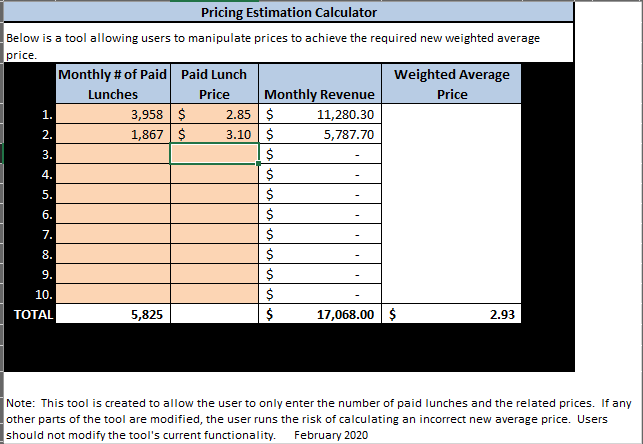 Pricing Estimation Calculator
Below is a tool allowing users to manipulate prices to achieve the required new weighted average
price.
Monthly # of Paid Paid Lunch Weighted Average
Lunches Price Monthly Revenue Price
1. 3,958 $ 2.85 $ 11,280.30
2. 1,867 $ 3.10 $ 5,787.70
3. $ -
4. $ -
5. $ -
6. $ -
7. $ -
8. $ -
9. $ -
10. $ -
TOTAL 5,825 $ 17,068.00 $ 2.93
Note: This tool is created to allow the user to only enter the number of paid lunches and the related prices. If any
other parts of the tool are modified, the user runs the risk of calculating an incorrect new average price. Users
should not modify the tool's current functionality. February 2020